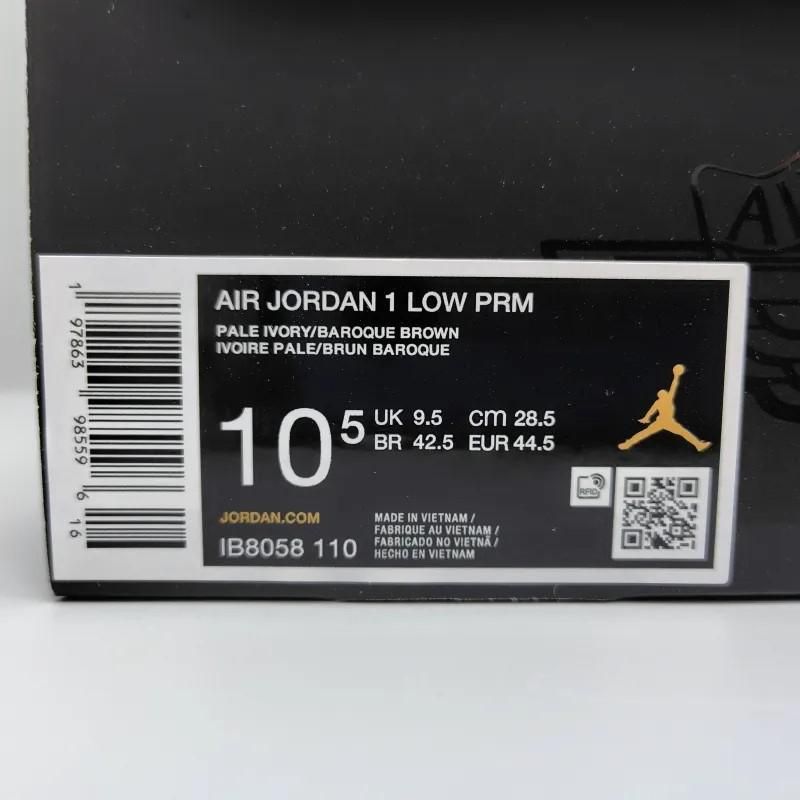 AIR JORDAN 1 LOW PRM
PALE IVORY/BAROQUE BROWN
IVOIRE PALE/BRUN BAROQUE
10 5
UK 9.5 cm 28.5
BR 42.5 EUR 44.5
RFID
JORDAN.COM
IB8058 110
MADE IN VIETNAM /
FABRIQUE AU VIETNAM /
FABRICADO NO VIETNÃ /
HECHO EN VIETNAM
1 97863 98559 6 16